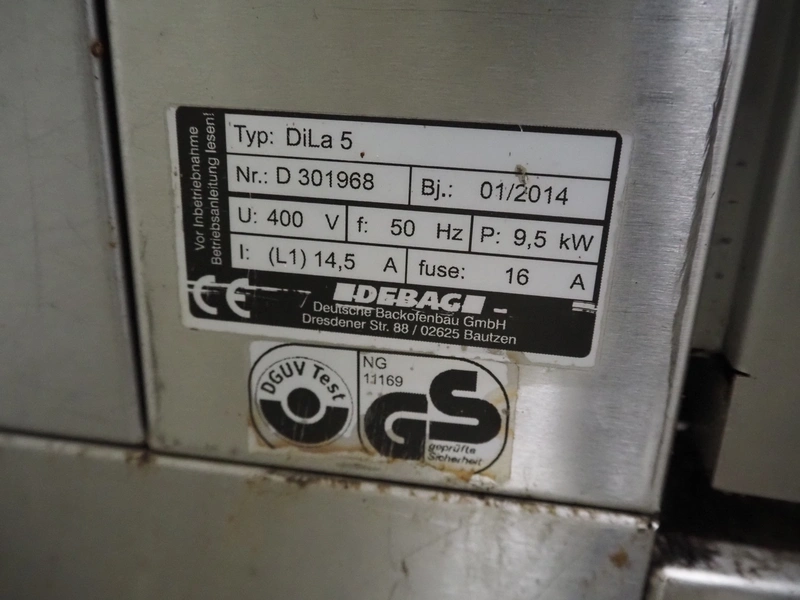 Vor Inbetriebnahme
Betriebsanleitung lesen!
Typ: DiLa 5
Nr.: D 301968 Bj.: 01/2014
U: 400 V f: 50 Hz P: 9,5 kW
I: (L1) 14,5 A fuse: 16 A
CE DEBAG
Deutsche Backofenbau GmbH
Dresdener Str. 88 / 02625 Bautzen
DGUV Test
NG
11169
GS
geprüfte
Sicherheit